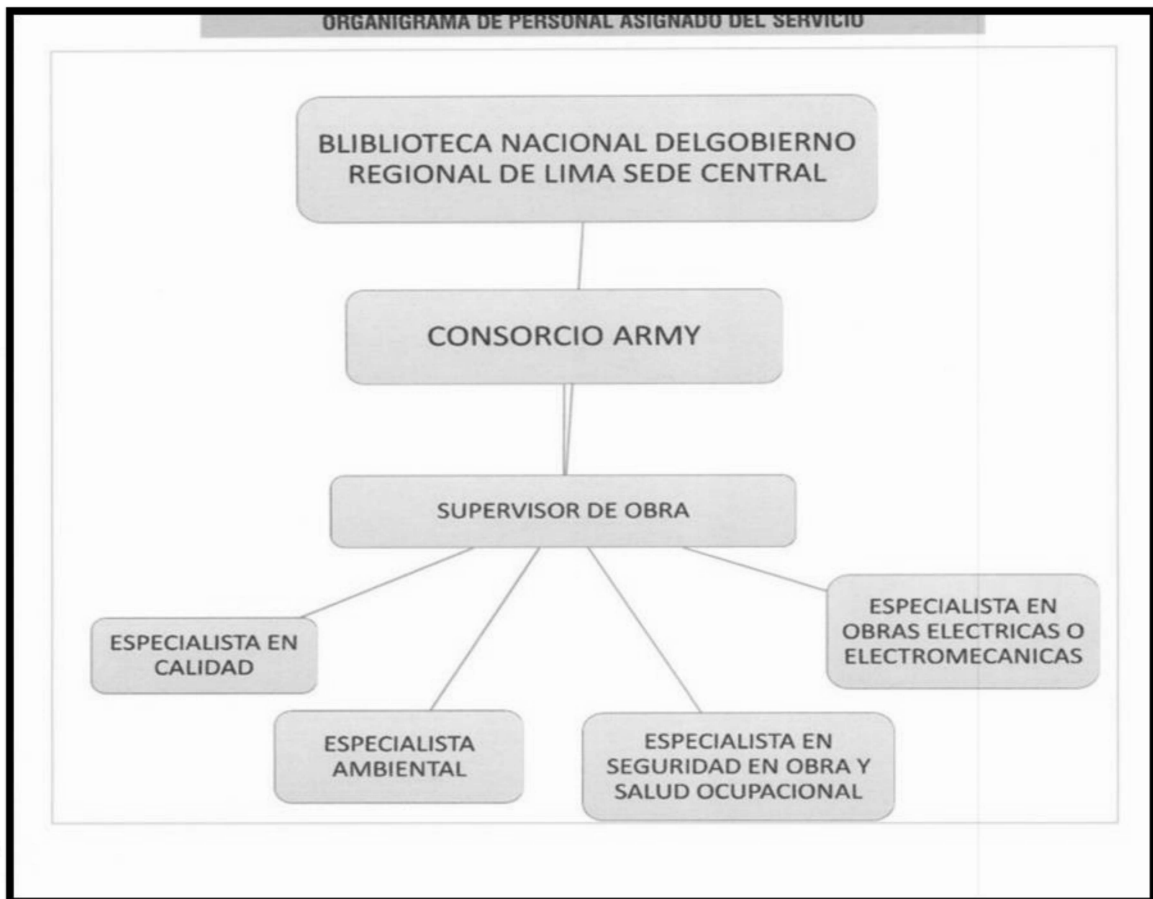 ORGANIGRAMA DE PERSONAL ASIGNADO DEL SERVICIO
BLIBLIOTECA NACIONAL DELGOBIERNO
REGIONAL DE LIMA SEDE CENTRAL
CONSORCIO ARMY
SUPERVISOR DE OBRA
ESPECIALISTA EN
CALIDAD
ESPECIALISTA
AMBIENTAL
ESPECIALISTA EN
SEGURIDAD EN OBRA Y
SALUD OCUPACIONAL
ESPECIALISTA EN
OBRAS ELECTRICAS O
ELECTROMECANICAS